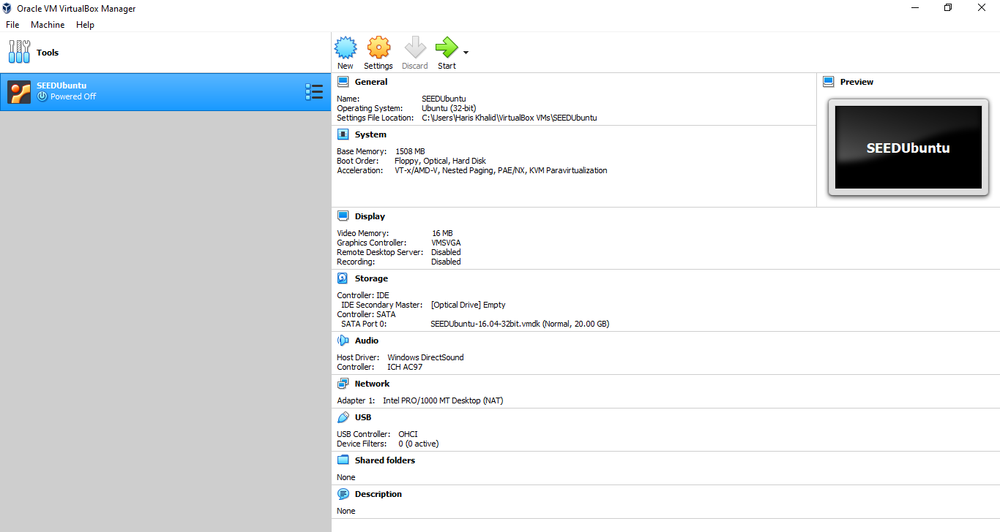 Oracle VM VirtualBox Manager
File Machine Help
Tools
New Settings Discard Start
SEEDUbuntu
Powered Off
General
Name: SEEDUbuntu
Operating System: Ubuntu (32-bit)
Settings File Location: C:\Users\Haris Khalid\VirtualBox VMs\SEEDUbuntu
Preview
SEEDUbuntu
System
Base Memory: 1508 MB
Boot Order: Floppy, Optical, Hard Disk
Acceleration: VT-x/AMD-V, Nested Paging, PAE/NX, KVM Paravirtualization
Display
Video Memory: 16 MB
Graphics Controller: VMSVGA
Remote Desktop Server: Disabled
Recording: Disabled
Storage
Controller: IDE
IDE Secondary Master: [Optical Drive] Empty
Controller: SATA
SATA Port 0: SEEDUbuntu-16.04-32bit.vmdk (Normal, 20.00 GB)
Audio
Host Driver: Windows DirectSound
Controller: ICH AC97
Network
Adapter 1: Intel PRO/1000 MT Desktop (NAT)
USB
USB Controller: OHCI
Device Filters: 0 (0 active)
Shared folders
None
Description
None